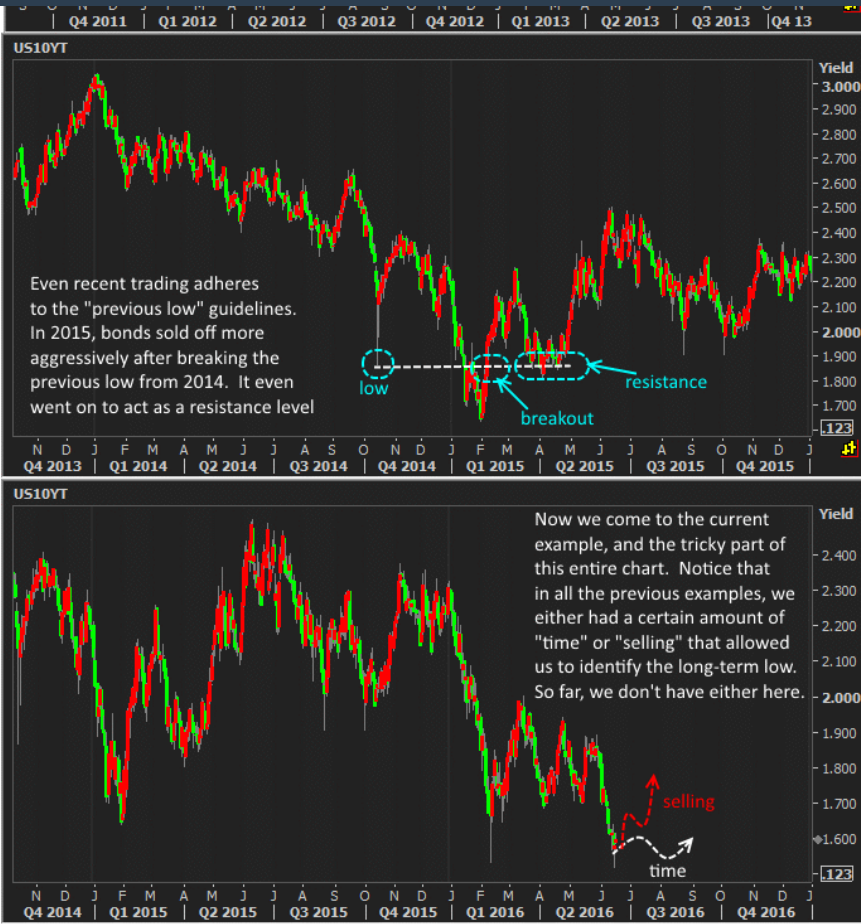 Q4 2011 | Q1 2012 | Q2 2012 | Q3 2012 | Q4 2012 | Q1 2013 | Q2 2013 | Q3 2013 | Q4 13
US10YT
Yield
3.000
2.900
2.800
2.700
2.600
2.500
2.400
2.300
2.200
2.100
2.000
1.900
1.800
1.700
.123
Even recent trading adheres
to the "previous low" guidelines.
In 2015, bonds sold off more
aggressively after breaking the
previous low from 2014. It even
went on to act as a resistance level
low
breakout
resistance
N D J F M A M J J A S O N D J F M A M J J A S O N D J
Q4 2013 | Q1 2014 | Q2 2014 | Q3 2014 | Q4 2014 | Q1 2015 | Q2 2015 | Q3 2015 | Q4 2015 |
US10YT
Yield
Now we come to the current
example, and the tricky part of
this entire chart. Notice that
in all the previous examples, we
either had a certain amount of
"time" or "selling" that allowed
us to identify the long-term low.
So far, we don't have either here.
2.400
2.300
2.200
2.100
2.000
1.900
1.800
1.700
1.600
.123
selling
time
N D J F M A M J J A S O N D J F M A M J J A S O N D J
Q4 2014 | Q1 2015 | Q2 2015 | Q3 2015 | Q4 2015 | Q1 2016 | Q2 2016 | Q3 2016 | Q4 2016 |